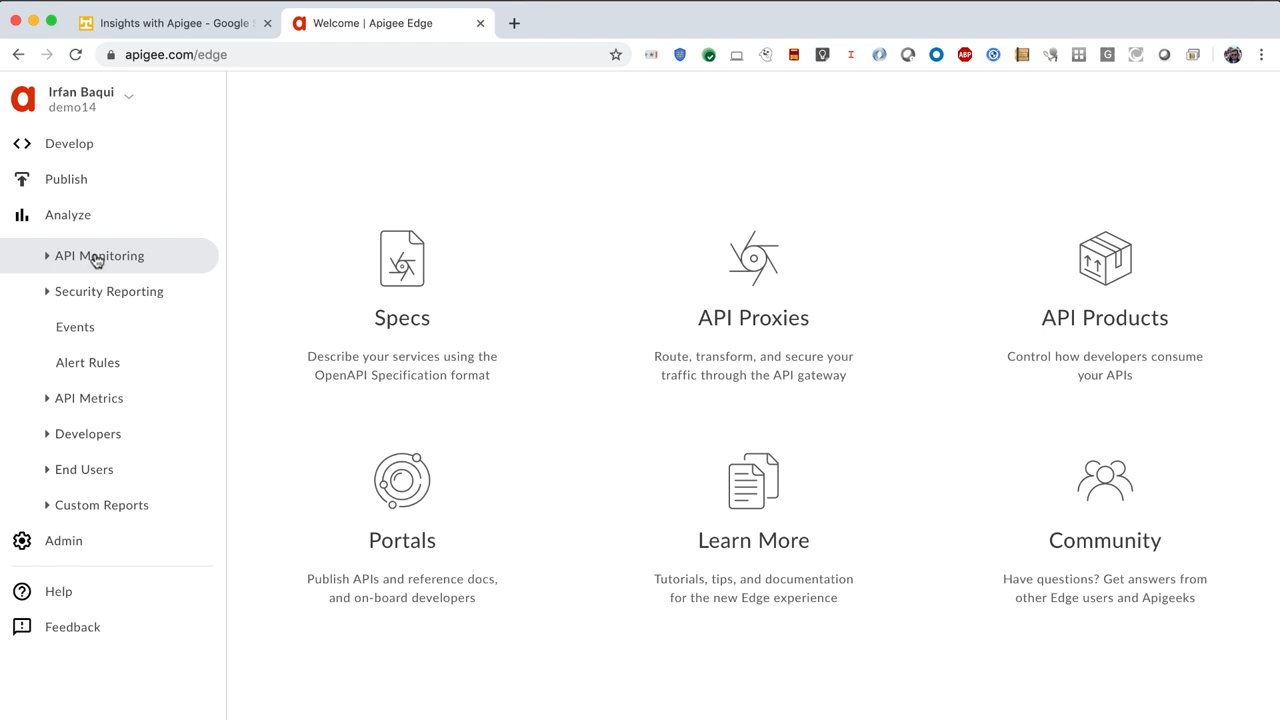 Insights with Apigee - Google
Welcome | Apigee Edge
apigee.com/edge
ABP
G
Irfan Baqui
demo14
Develop
Publish
Analyze
API Monitoring
Security Reporting
Events
Alert Rules
API Metrics
Developers
End Users
Custom Reports
Admin
Help
Feedback
Specs
Describe your services using the
OpenAPI Specification format
API Proxies
Route, transform, and secure your
traffic through the API gateway
API Products
Control how developers consume
your APIs
Portals
Publish APIs and reference docs,
and on-board developers
Learn More
Tutorials, tips, and documentation
for the new Edge experience
Community
Have questions? Get answers from
other Edge users and Apigeeks